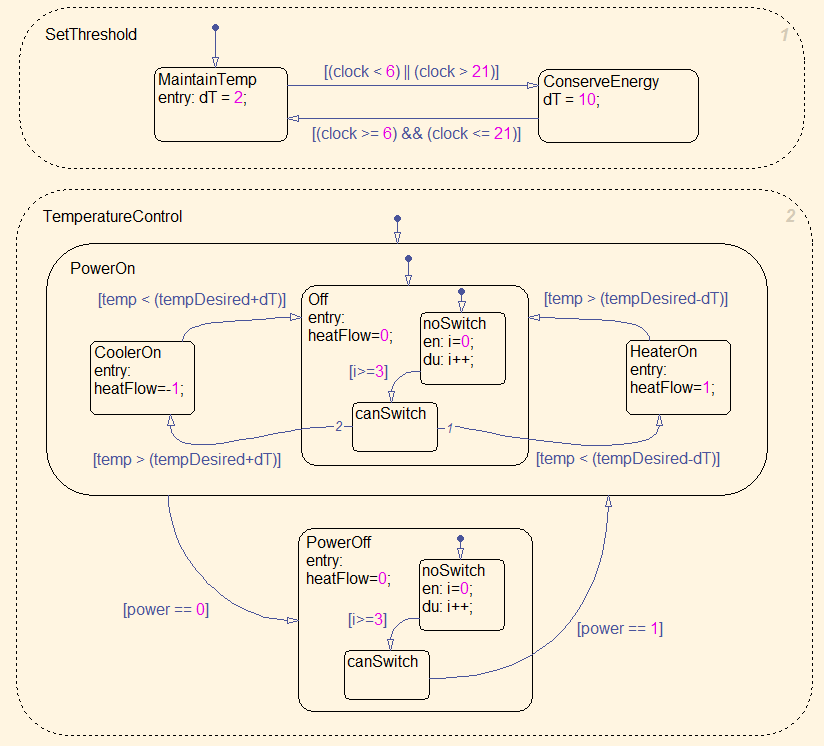 SetThreshold
1
MaintainTemp
entry: dT = 2;
[(clock < 6) || (clock > 21)]
ConserveEnergy
dT = 10;
[(clock >= 6) && (clock <= 21)]
TemperatureControl
2
PowerOn
[temp < (tempDesired+dT)]
Off
entry:
heatFlow=0;
noSwitch
en: i=0;
du: i++;
[temp > (tempDesired-dT)]
CoolerOn
entry:
heatFlow=-1;
[i>=3]
HeaterOn
entry:
heatFlow=1;
canSwitch
2
1
[temp > (tempDesired+dT)]
[temp < (tempDesired-dT)]
PowerOff
entry:
heatFlow=0;
noSwitch
en: i=0;
du: i++;
[power == 0]
[i>=3]
[power == 1]
canSwitch